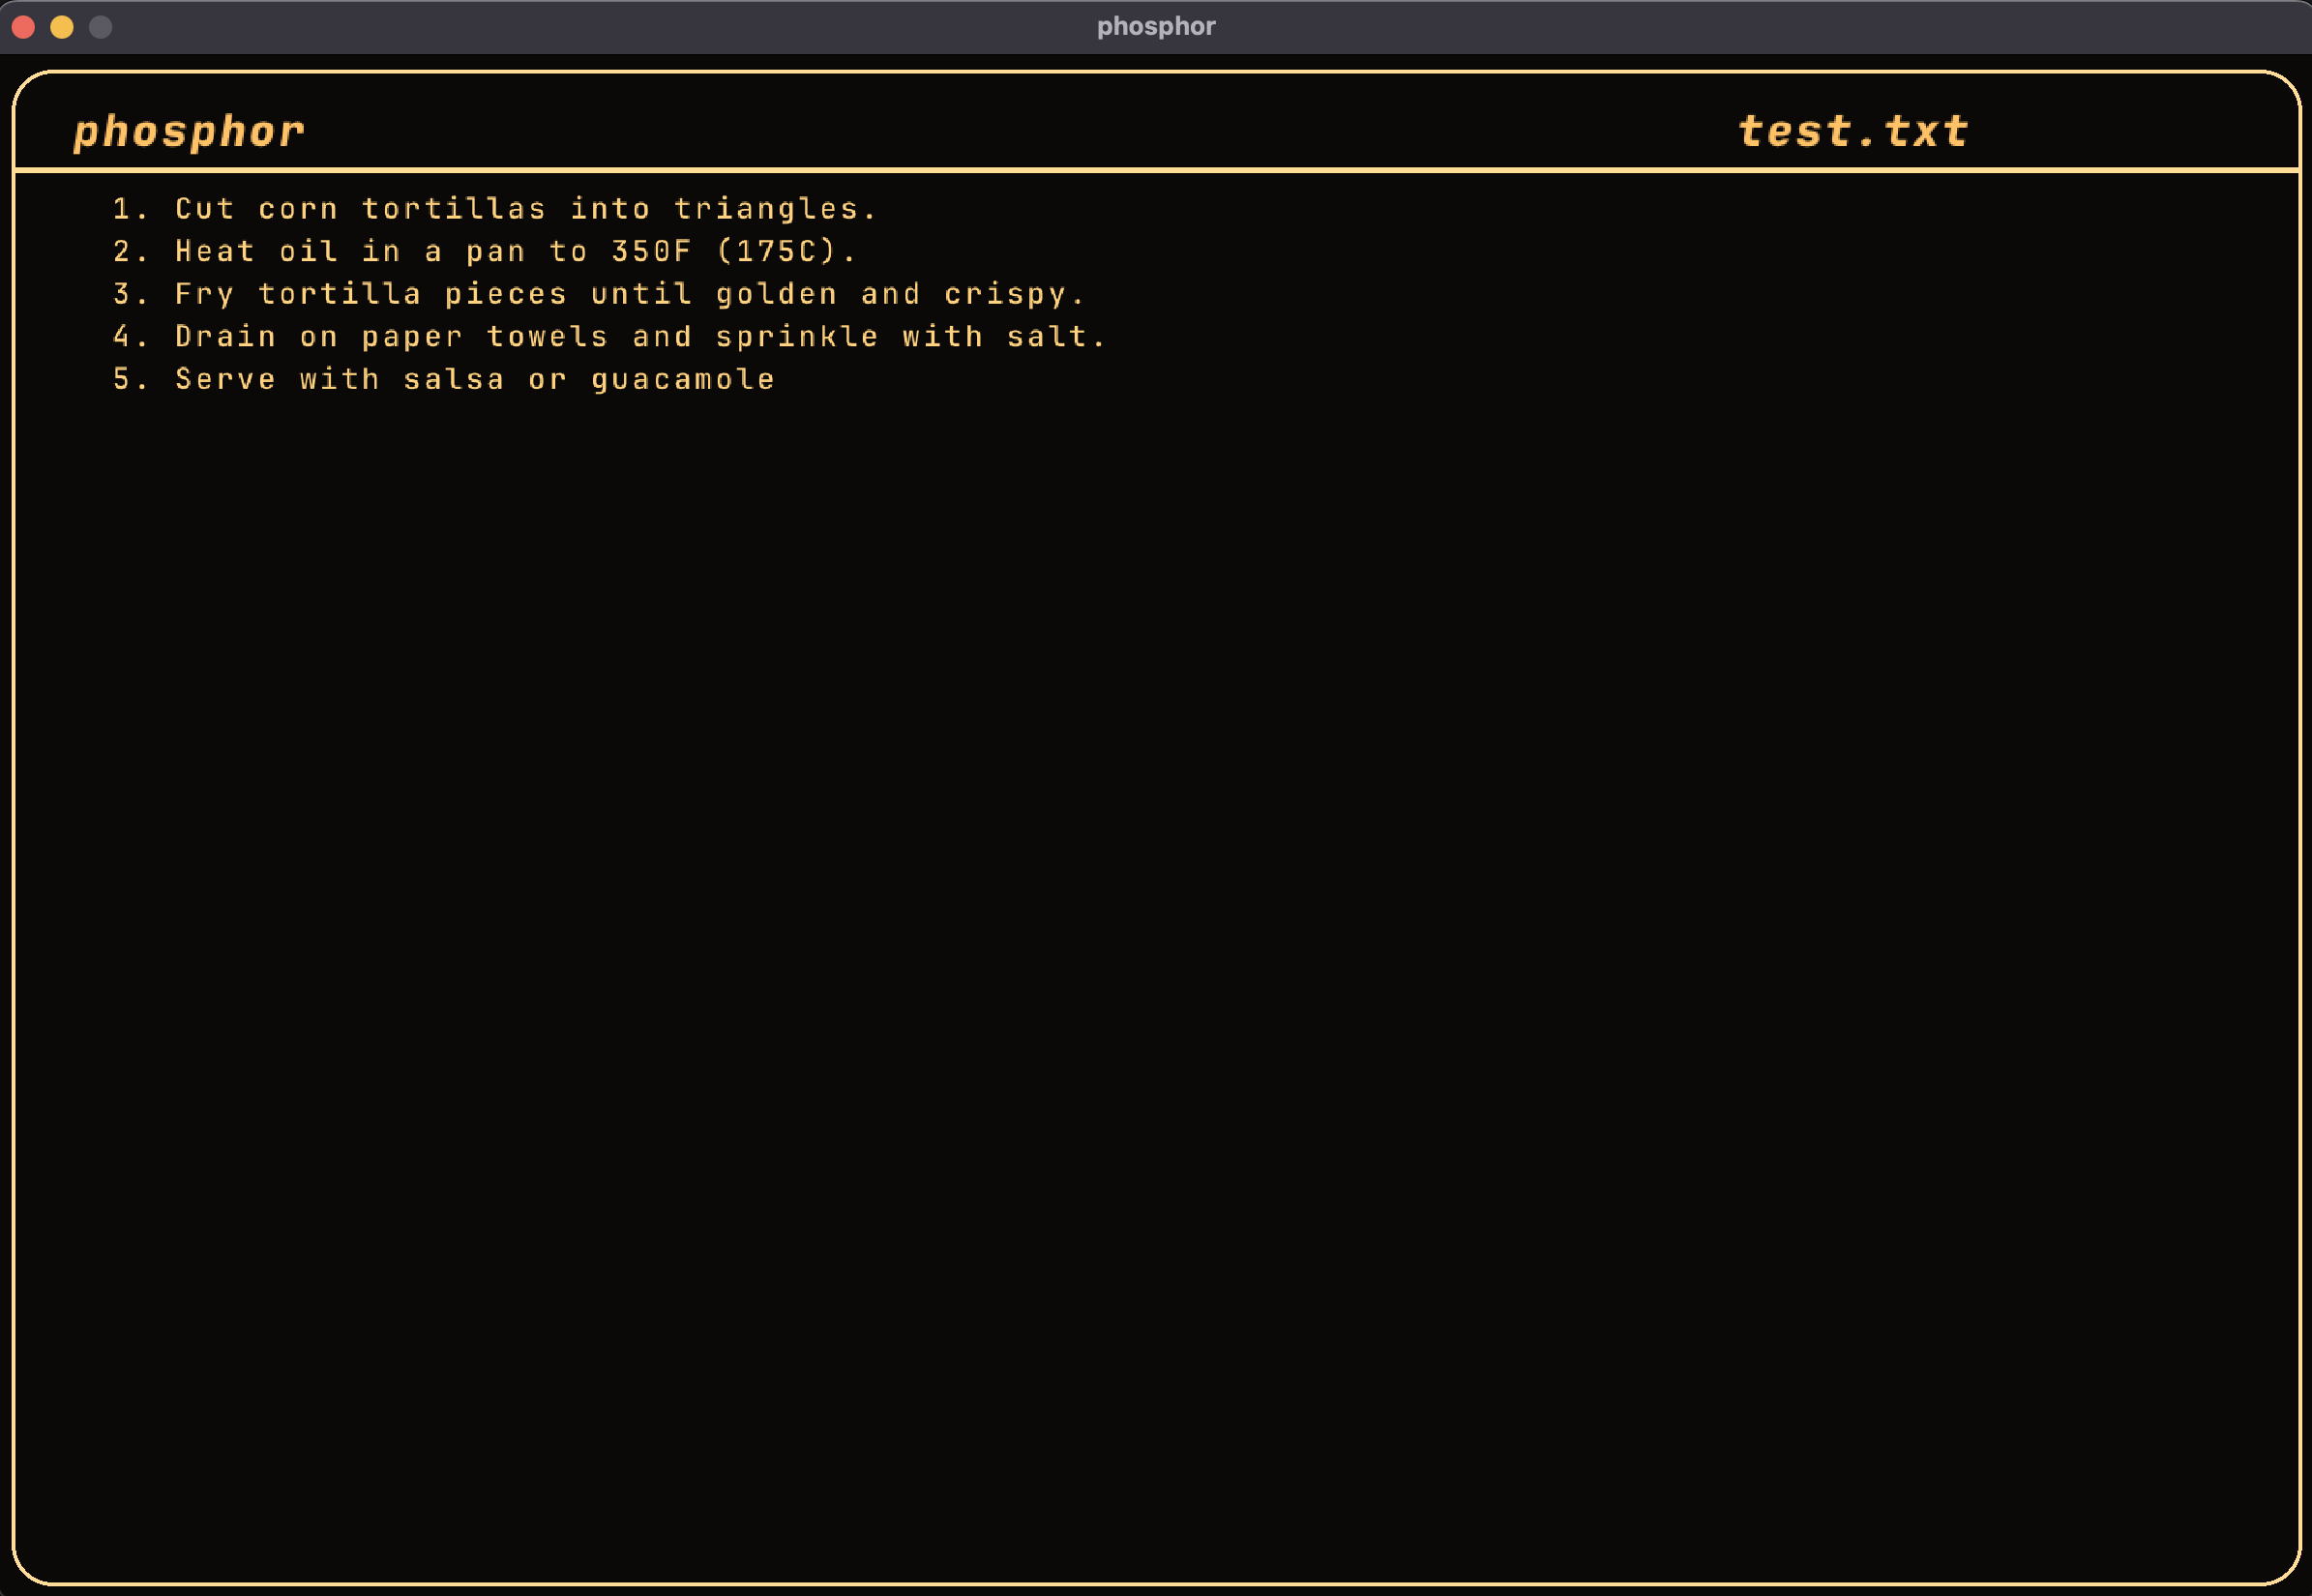 phosphor
phosphor
test.txt
1. Cut corn tortillas into triangles.
2. Heat oil in a pan to 350F (175C).
3. Fry tortilla pieces until golden and crispy.
4. Drain on paper towels and sprinkle with salt.
5. Serve with salsa or guacamole